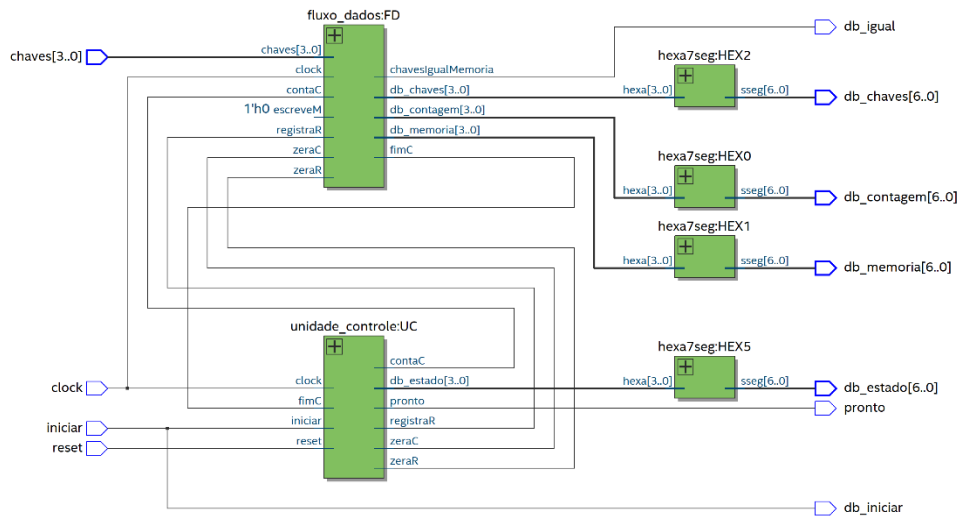 fluxo_dados:FD
chaves[3..0]
chaves[3..0]
clock
contaC
1'h0 escreveM
registraR
zeraC
zeraR
chavesIgualMemoria
db_chaves[3..0]
db_contagem[3..0]
db_memoria[3..0]
fimC
db_igual
hexa7seg:HEX2
hexa[3..0] sseg[6..0]
db_chaves[6..0]
hexa7seg:HEX0
hexa[3..0] sseg[6..0]
db_contagem[6..0]
hexa7seg:HEX1
hexa[3..0] sseg[6..0]
db_memoria[6..0]
unidade_controle:UC
clock
iniciar
reset
clock
fimC
iniciar
reset
contaC
db_estado[3..0]
pronto
registraR
zeraC
zeraR
hexa7seg:HEX5
hexa[3..0] sseg[6..0]
db_estado[6..0]
pronto
db_iniciar